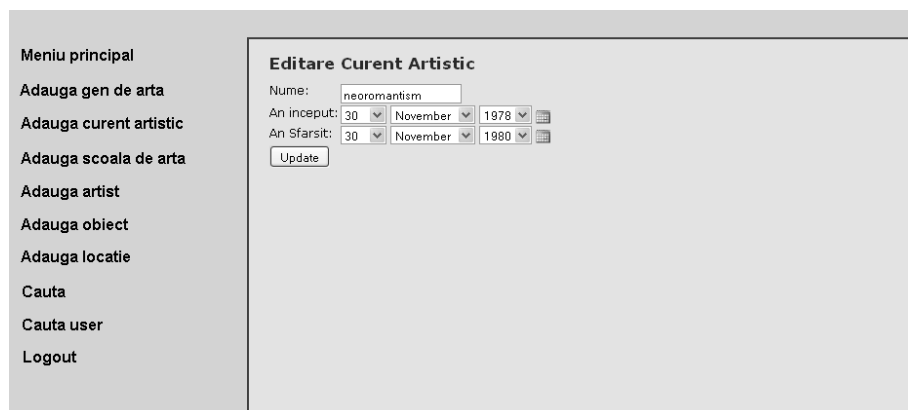 Meniu principal
Adauga gen de arta
Adauga curent artistic
Adauga scoala de arta
Adauga artist
Adauga obiect
Adauga locatie
Cauta
Cauta user
Logout
Editare Curent Artistic
Nume: neoromantism
An inceput: 30 November 1978
An Sfarsit: 30 November 1980
Update